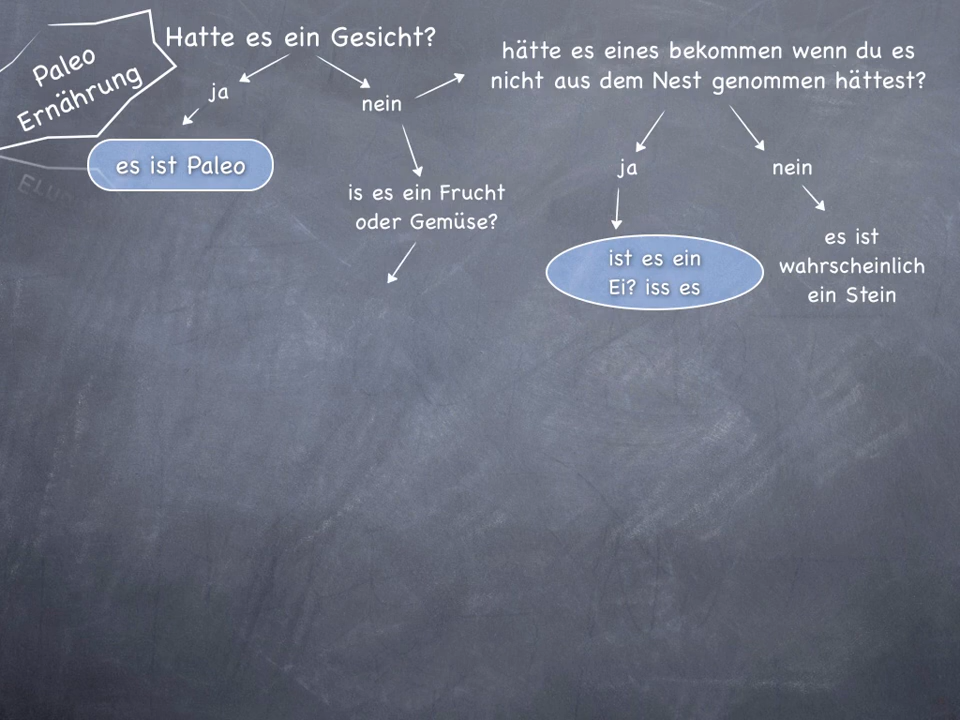 Paleo
Ernährung
Hatte es ein Gesicht?
ja
nein
es ist Paleo
is es ein Frucht
oder Gemüse?
hätte es eines bekommen wenn du es
nicht aus dem Nest genommen hättest?
ja
nein
ist es ein
Ei? iss es
es ist
wahrscheinlich
ein Stein